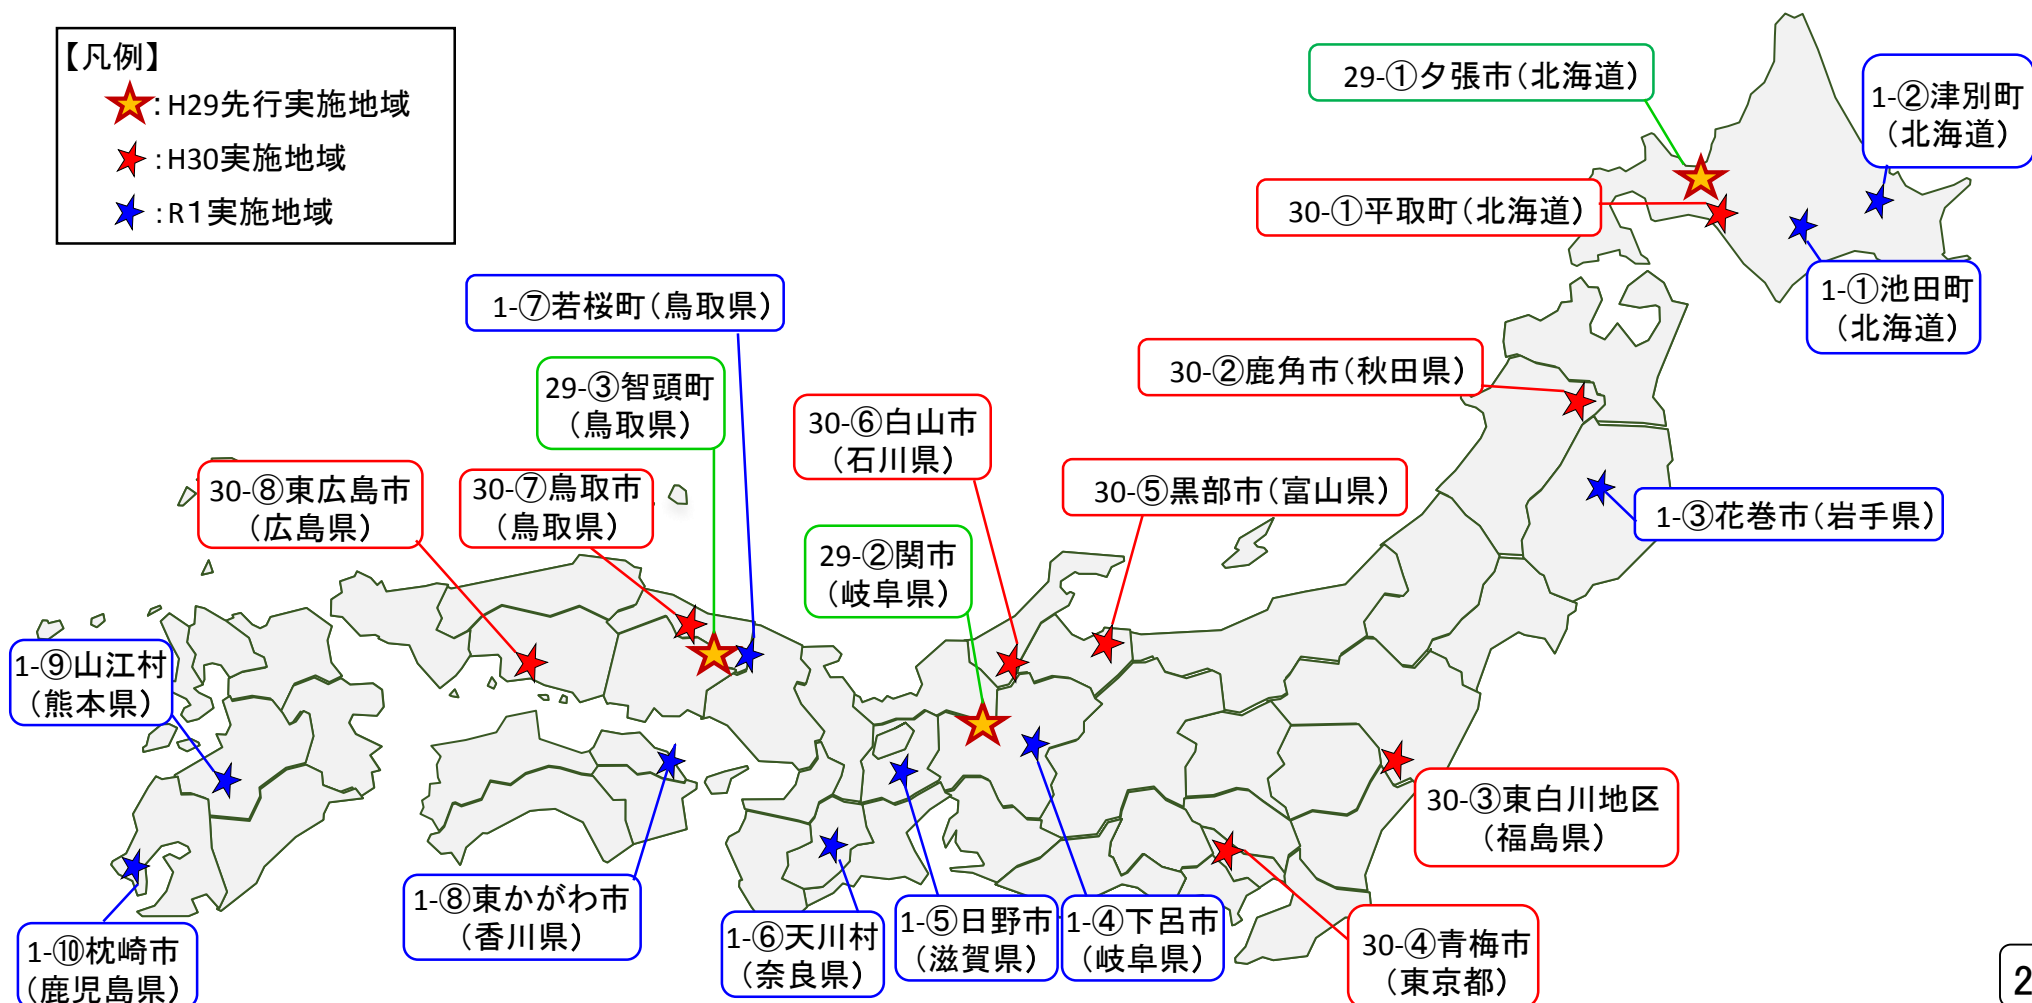 【凡例】
：H29先行実施地域
：H30実施地域
：R1実施地域
29-①夕張市（北海道）
1-②津別町
（北海道）
30-①平取町（北海道）
1-①池田町
（北海道）
1-⑦若桜町（鳥取県）
30-②鹿角市（秋田県）
29-③智頭町
（鳥取県）
30-⑥白山市
（石川県）
30-⑤黒部市（富山県）
30-⑧東広島市
（広島県）
30-⑦鳥取市
（鳥取県）
1-③花巻市（岩手県）
29-②関市
（岐阜県）
1-⑨山江村
（熊本県）
30-③東白川地区
（福島県）
1-⑧東かがわ市
（香川県）
1-⑥天川村
（奈良県）
1-⑤日野市
（滋賀県）
1-④下呂市
（岐阜県）
30-④青梅市
（東京都）
1-⑩枕崎市
（鹿児島県）
2